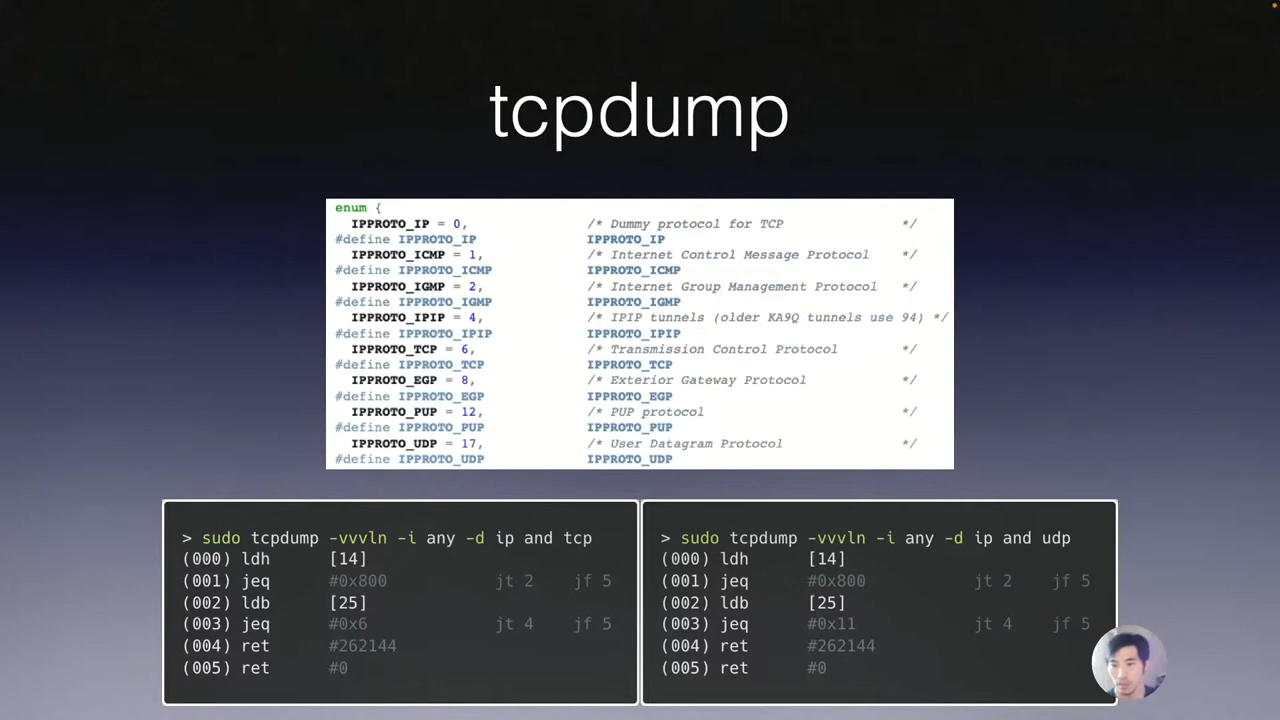 tcpdump
enum {
IPPROTO_IP = 0, /* Dummy protocol for TCP */
#define IPPROTO_IP IPPROTO_IP
IPPROTO_ICMP = 1, /* Internet Control Message Protocol */
#define IPPROTO_ICMP IPPROTO_ICMP
IPPROTO_IGMP = 2, /* Internet Group Management Protocol */
#define IPPROTO_IGMP IPPROTO_IGMP
IPPROTO_IPIP = 4, /* IPIP tunnels (older KA9Q tunnels use 94) */
#define IPPROTO_IPIP IPPROTO_IPIP
IPPROTO_TCP = 6, /* Transmission Control Protocol */
#define IPPROTO_TCP IPPROTO_TCP
IPPROTO_EGP = 8, /* Exterior Gateway Protocol */
#define IPPROTO_EGP IPPROTO_EGP
IPPROTO_PUP = 12, /* PUP protocol */
#define IPPROTO_PUP IPPROTO_PUP
IPPROTO_UDP = 17, /* User Datagram Protocol */
#define IPPROTO_UDP IPPROTO_UDP
> sudo tcpdump -vvvln -i any -d ip and tcp
(000) ldh [14]
(001) jeq #0x800 jt 2 jf 5
(002) ldb [25]
(003) jeq #0x6 jt 4 jf 5
(004) ret #262144
(005) ret #0
> sudo tcpdump -vvvln -i any -d ip and udp
(000) ldh [14]
(001) jeq #0x800 jt 2 jf 5
(002) ldb [25]
(003) jeq #0x11 jt 4 jf 5
(004) ret #262144
(005) ret #0